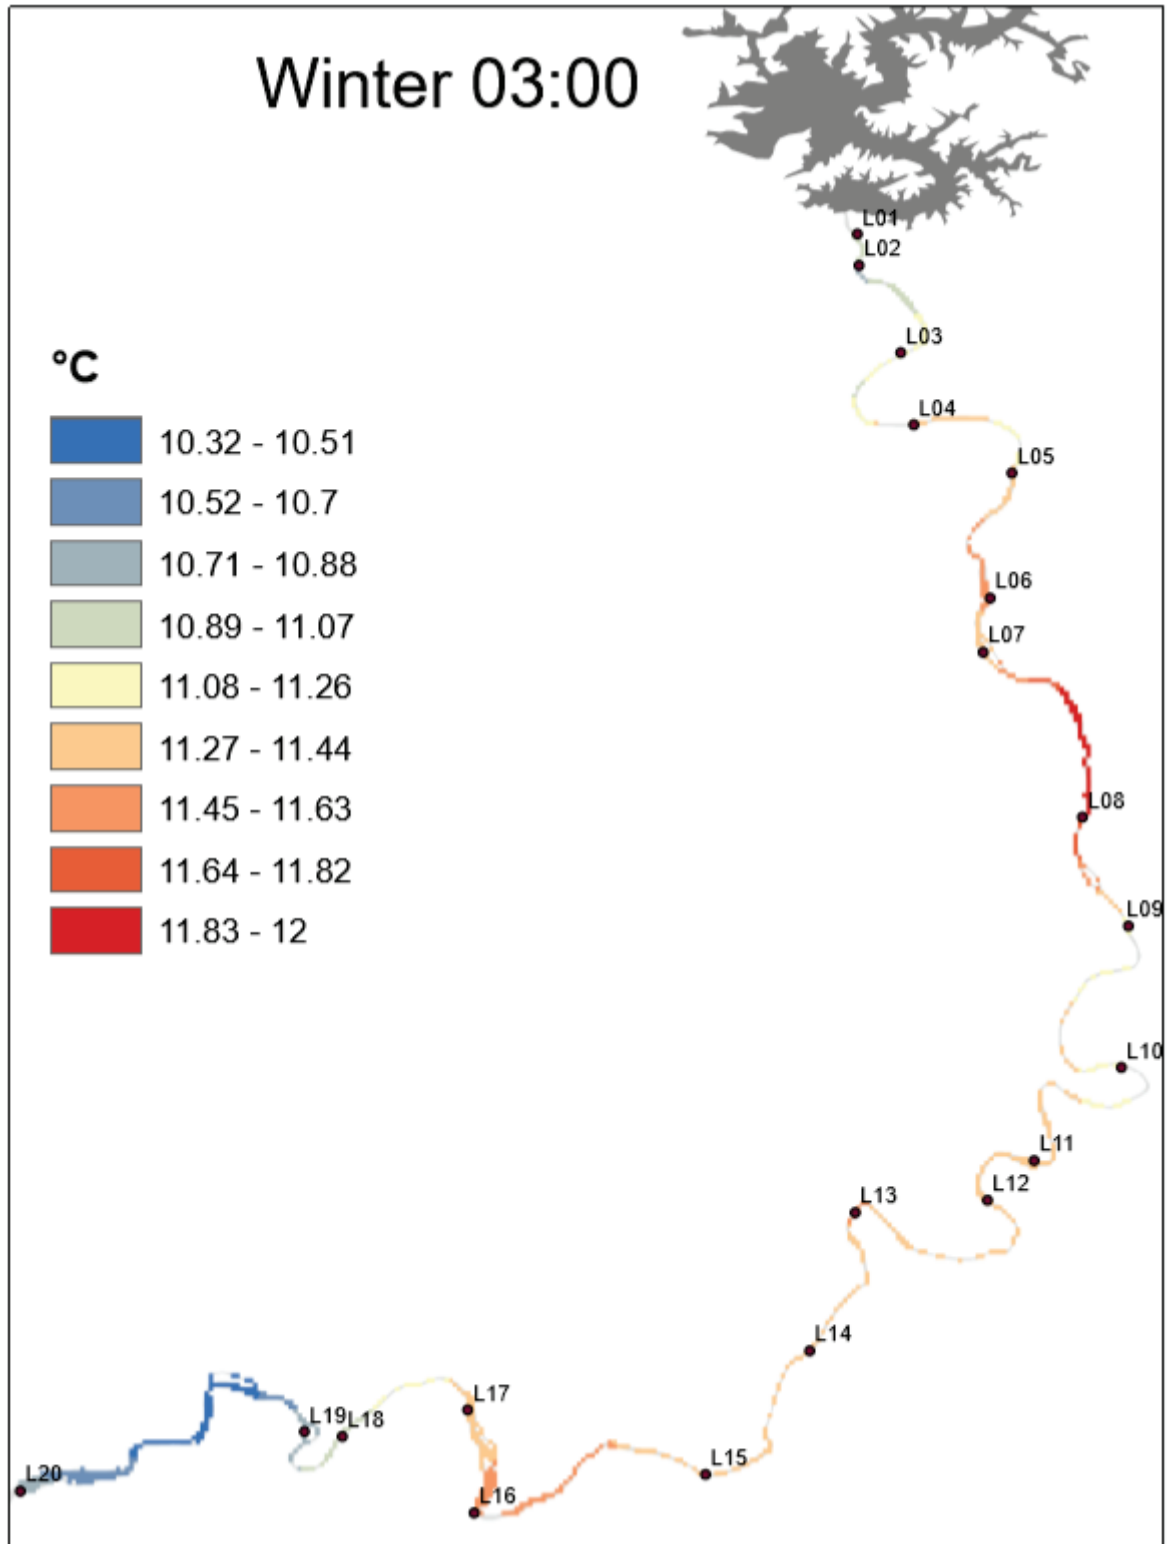 Winter 03:00
L01
L02
L03
L04
L05
L06
L07
L08
L09
L10
L11
L12
L13
L14
L15
L16
L17
L18
L19
L20
°C
10.32 - 10.51
10.52 - 10.7
10.71 - 10.88
10.89 - 11.07
11.08 - 11.26
11.27 - 11.44
11.45 - 11.63
11.64 - 11.82
11.83 - 12